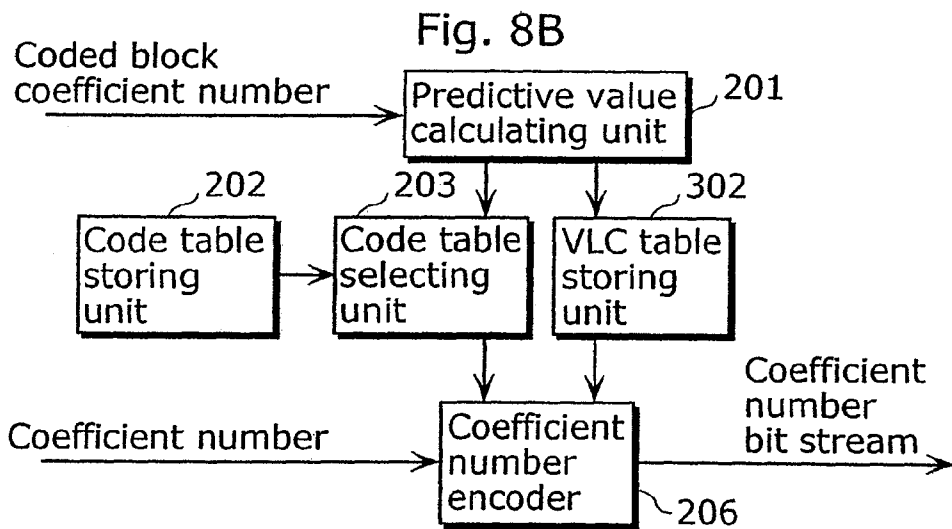 Fig. 8B
Coded block
coefficient number
Predictive value
calculating unit
201
202
203
302
Code table
storing
unit
Code table
selecting
unit
VLC table
storing
unit
Coefficient number
Coefficient
number
encoder
206
Coefficient
number
bit stream